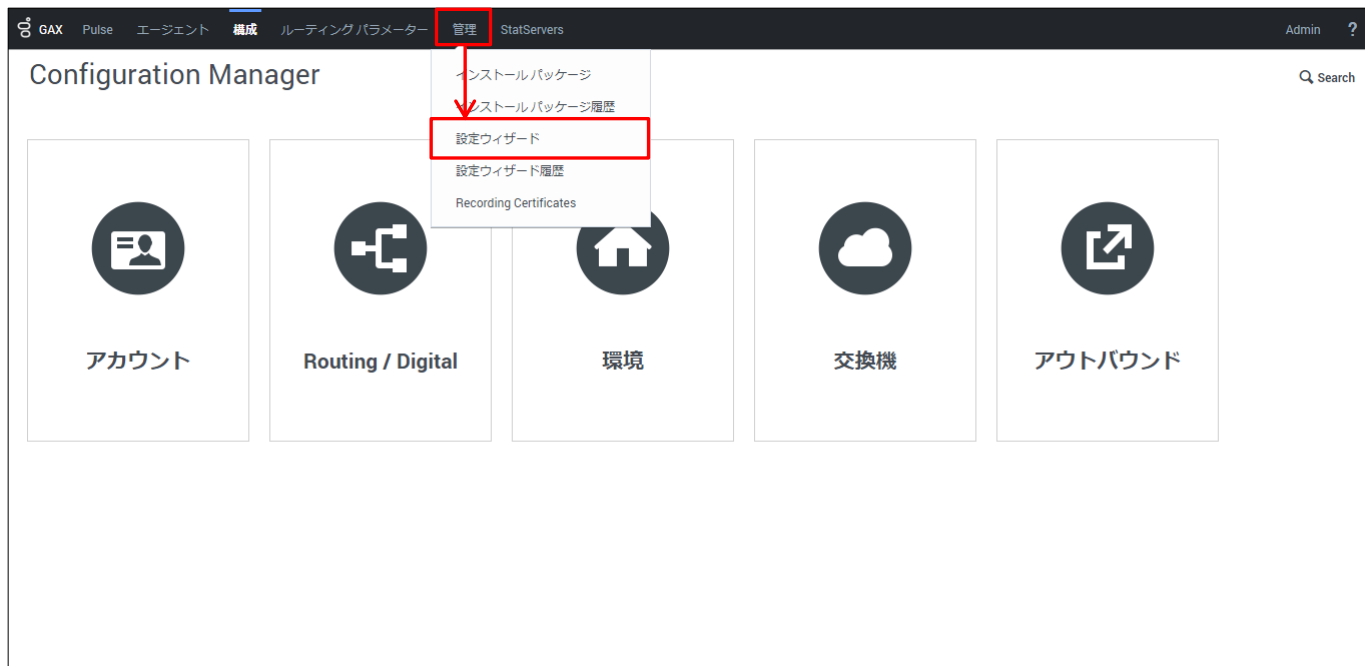 GAX Pulse エージェント 構成 ルーティング パラメーター 管理 StatServers Admin ?
Configuration Manager
Search
インストール パッケージ
インストール パッケージ履歴
設定ウィザード
設定ウィザード履歴
Recording Certificates
アカウント
Routing / Digital
環境
交換機
アウトバウンド